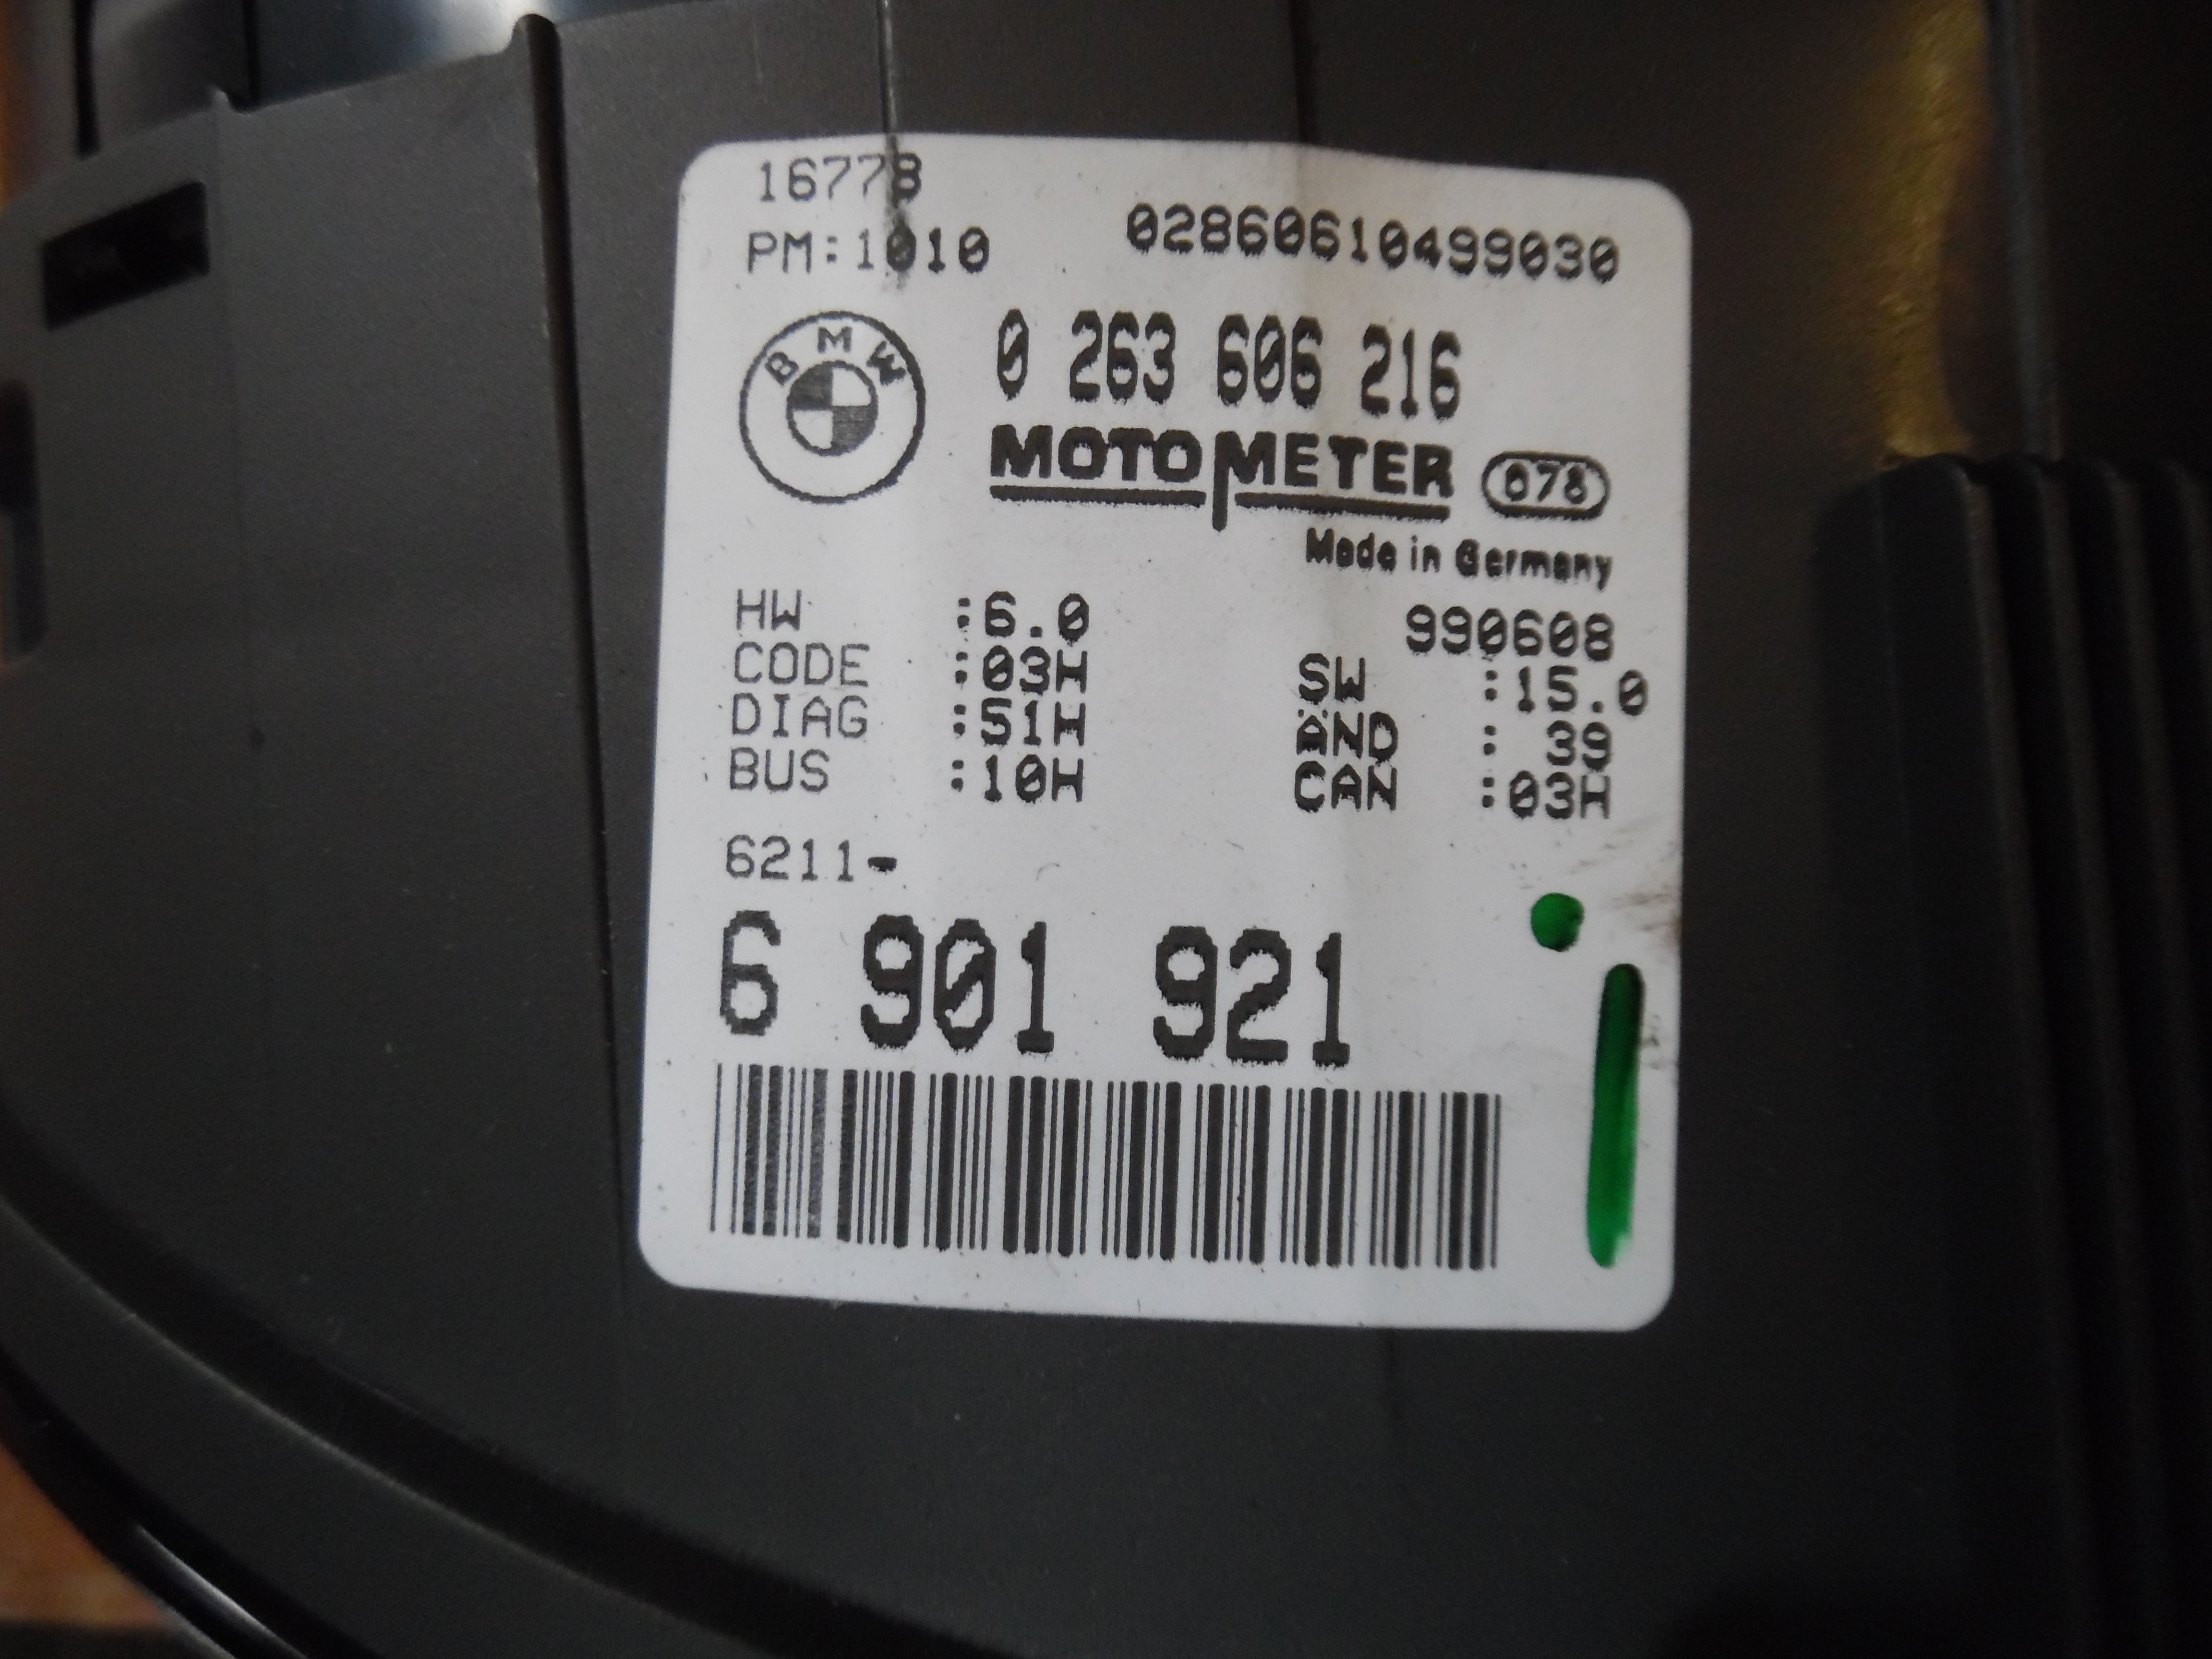 16778
PM:1010 02860610499030
BMW
0 263 606 216
MOTOMETER 078
Made in Germany
HW :6.0 990608
CODE :03H SW :15.0
DIAG :51H ÄND : 39
BUS :10H CAN :03H
6211-
6 901 921